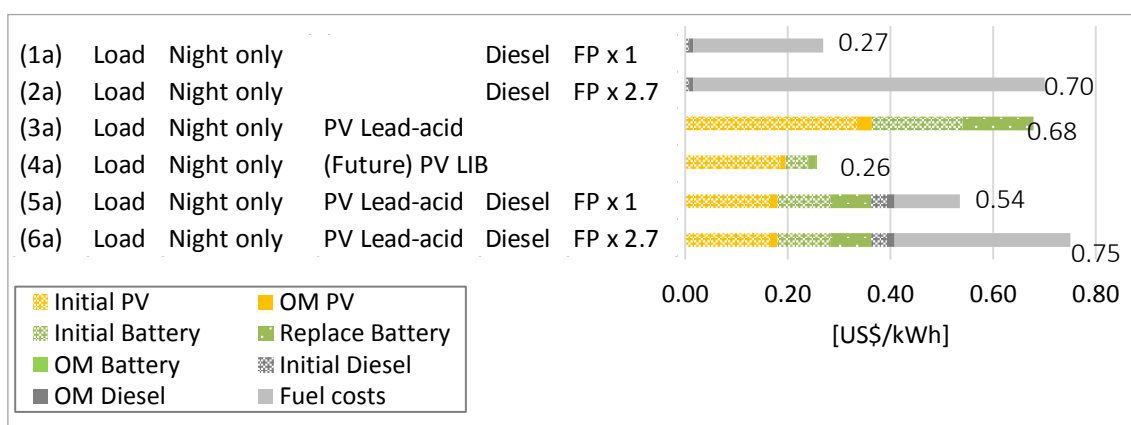 (1a) Load Night only Diesel FP x 1 0.27
(2a) Load Night only Diesel FP x 2.7 0.70
(3a) Load Night only PV Lead-acid 0.68
(4a) Load Night only (Future) PV LIB 0.26
(5a) Load Night only PV Lead-acid Diesel FP x 1 0.54
(6a) Load Night only PV Lead-acid Diesel FP x 2.7 0.75
0.00 0.20 0.40 0.60 0.80
[US$/kWh]
Initial PV OM PV
Initial Battery Replace Battery
OM Battery Initial Diesel
OM Diesel Fuel costs